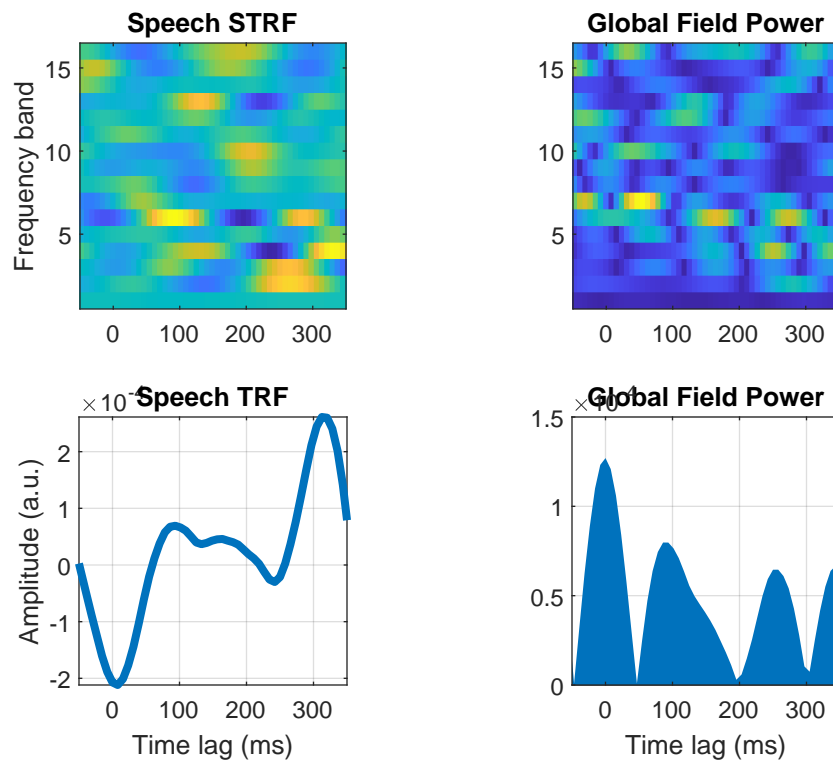 Speech STRF
Global Field Power
Frequency band
15
10
5
0 100 200 300
15
10
5
0 100 200 300
Speech TRF
× 10-4
Amplitude (a.u.)
2
1
0
-1
-2
0 100 200 300
Time lag (ms)
Global Field Power
1.5
1
0.5
0
0 100 200 300
Time lag (ms)